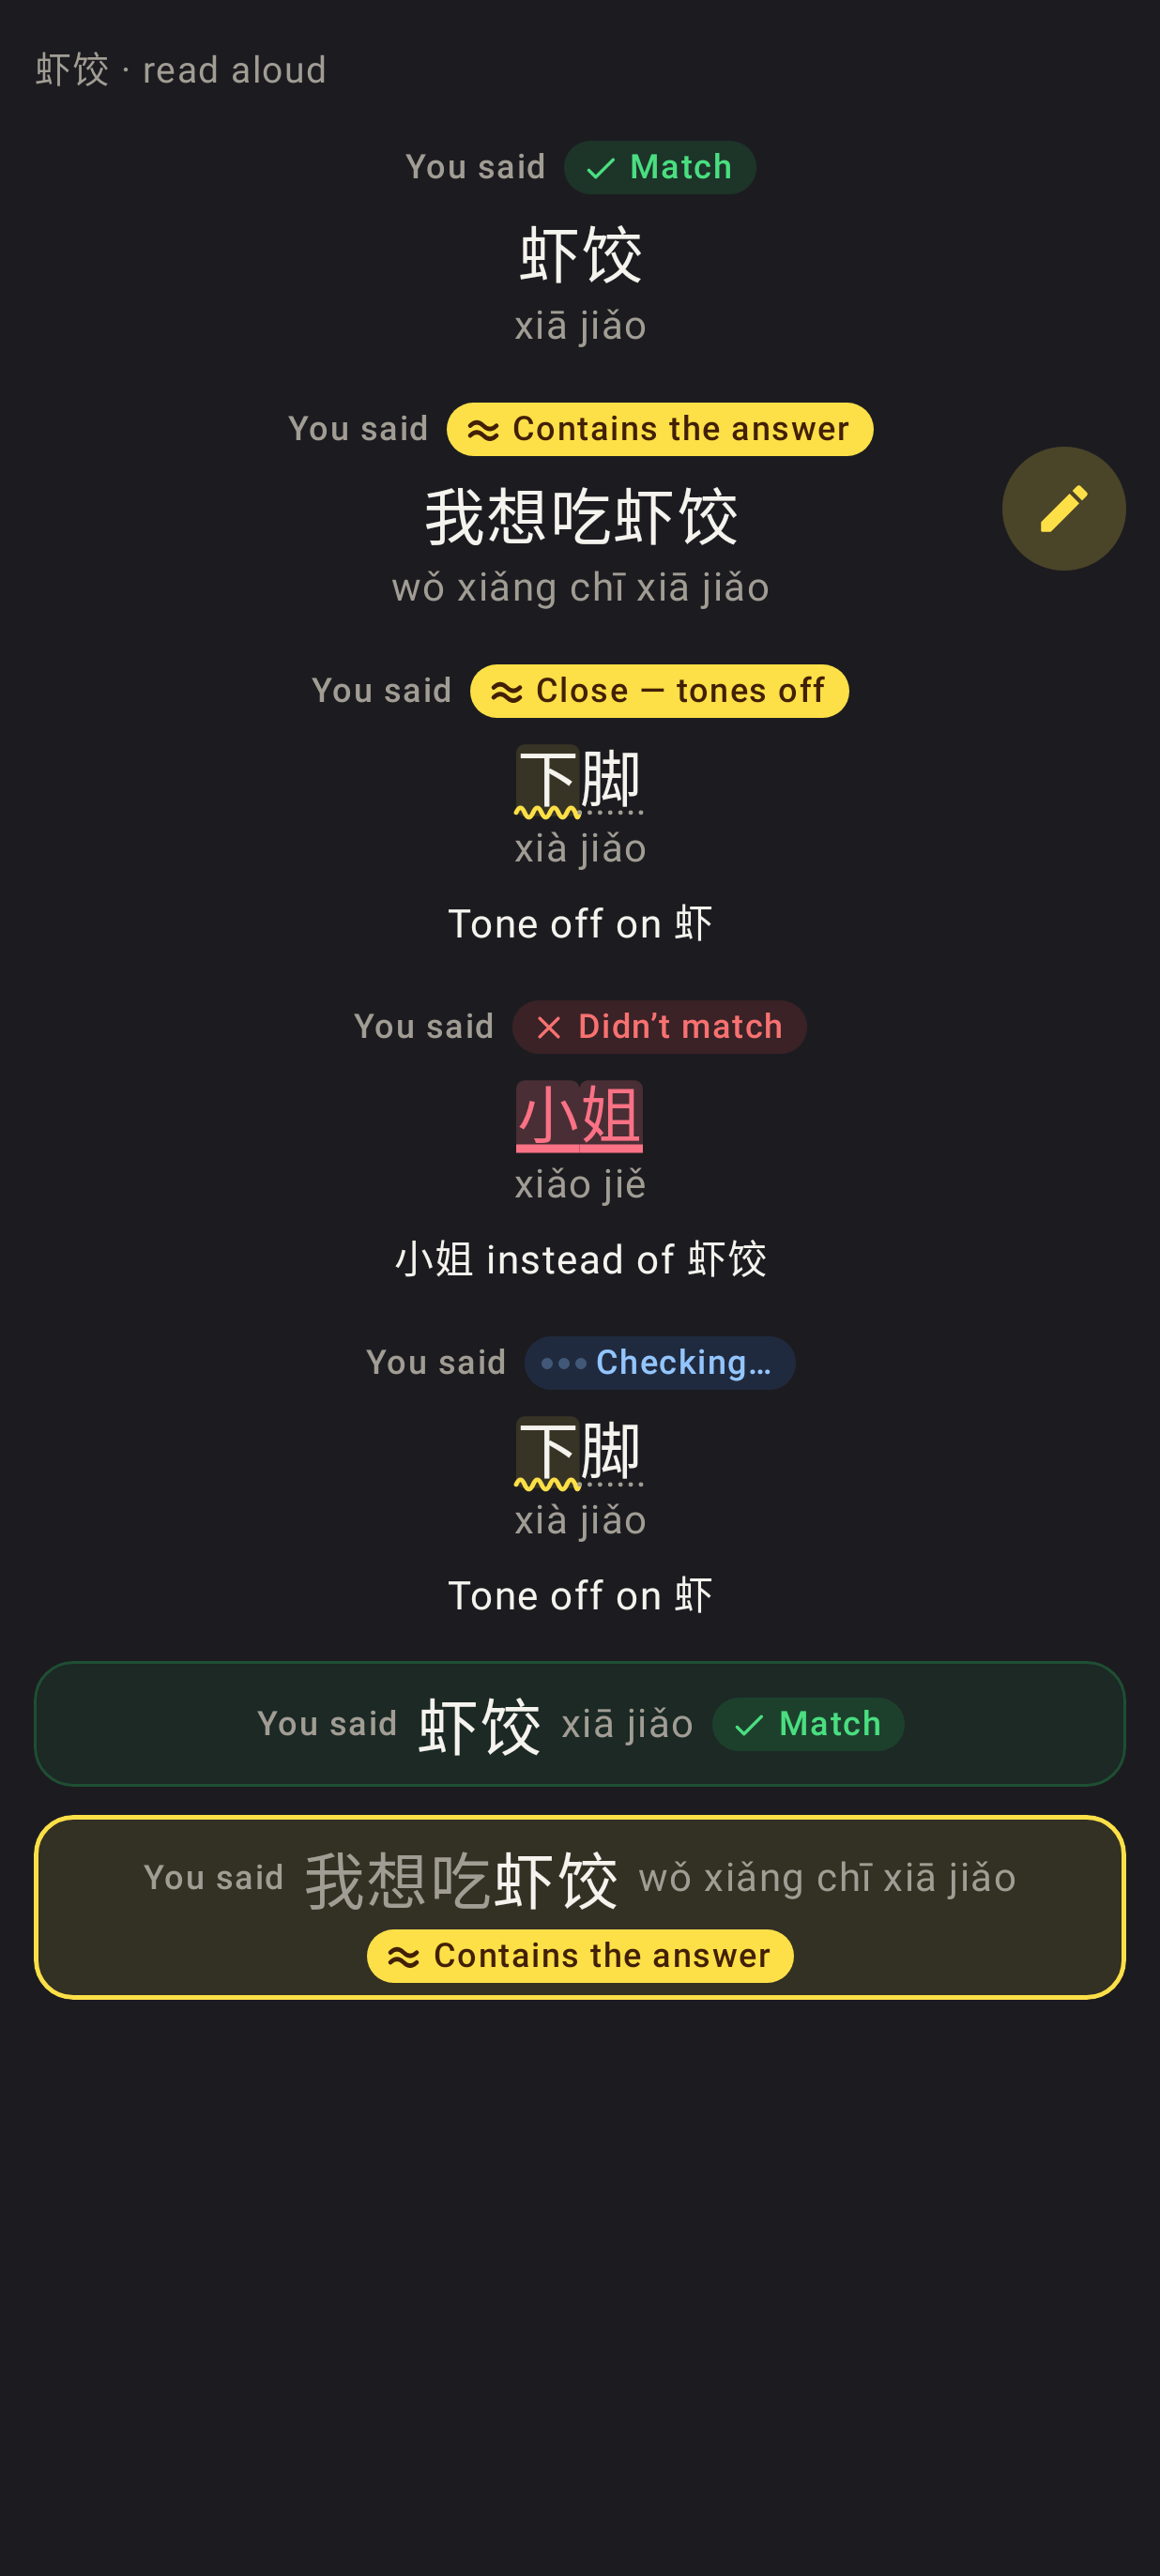 虾饺 · read aloud
You said Match
虾饺
xiā jiǎo
You said Contains the answer
我想吃虾饺
wǒ xiǎng chī xiā jiǎo
You said Close — tones off
下脚
xià jiǎo
Tone off on 虾
You said Didn’t match
小姐
xiǎo jiě
小姐 instead of 虾饺
You said Checking…
下脚
xià jiǎo
Tone off on 虾
You said 虾饺 xiā jiǎo Match
You said 我想吃虾饺 wǒ xiǎng chī xiā jiǎo
Contains the answer